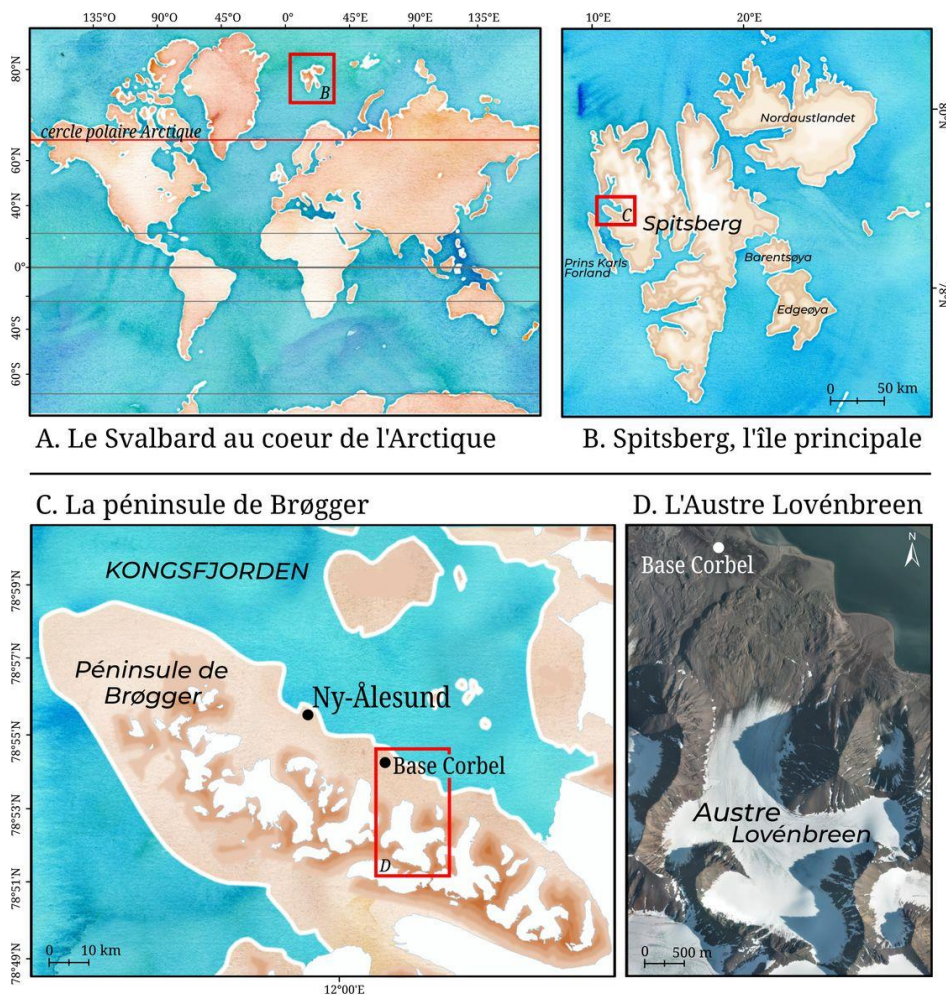 135°O 90°O 45°O 0° 45°E 90°E 135°E
80°N
60°N
40°N
0°
40°S
60°S
B
cercle polaire Arctique
A. Le Svalbard au coeur de l'Arctique
10°E 20°E
80°N
78°N
Nordaustlandet
C
Spitsberg
Prins Karls
Forland
Barentsøya
Edgeøya
0 50 km
B. Spitsberg, l'île principale
C. La péninsule de Brøgger
78°59'N
78°57'N
78°55'N
78°53'N
78°51'N
78°49'N
KONGSFJORDEN
Péninsule de
Brøgger
Ny-Ålesund
Base Corbel
D
0 10 km
12°00'E
D. L'Austre Lovénbreen
N
Base Corbel
Austre
Lovénbreen
0 500 m